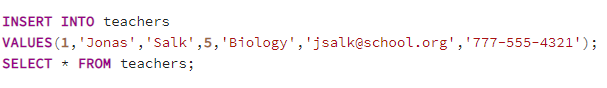 INSERT INTO teachers
VALUES(1,'Jonas','Salk',5,'Biology','jsalk@school.org','777-555-4321');
SELECT * FROM teachers;